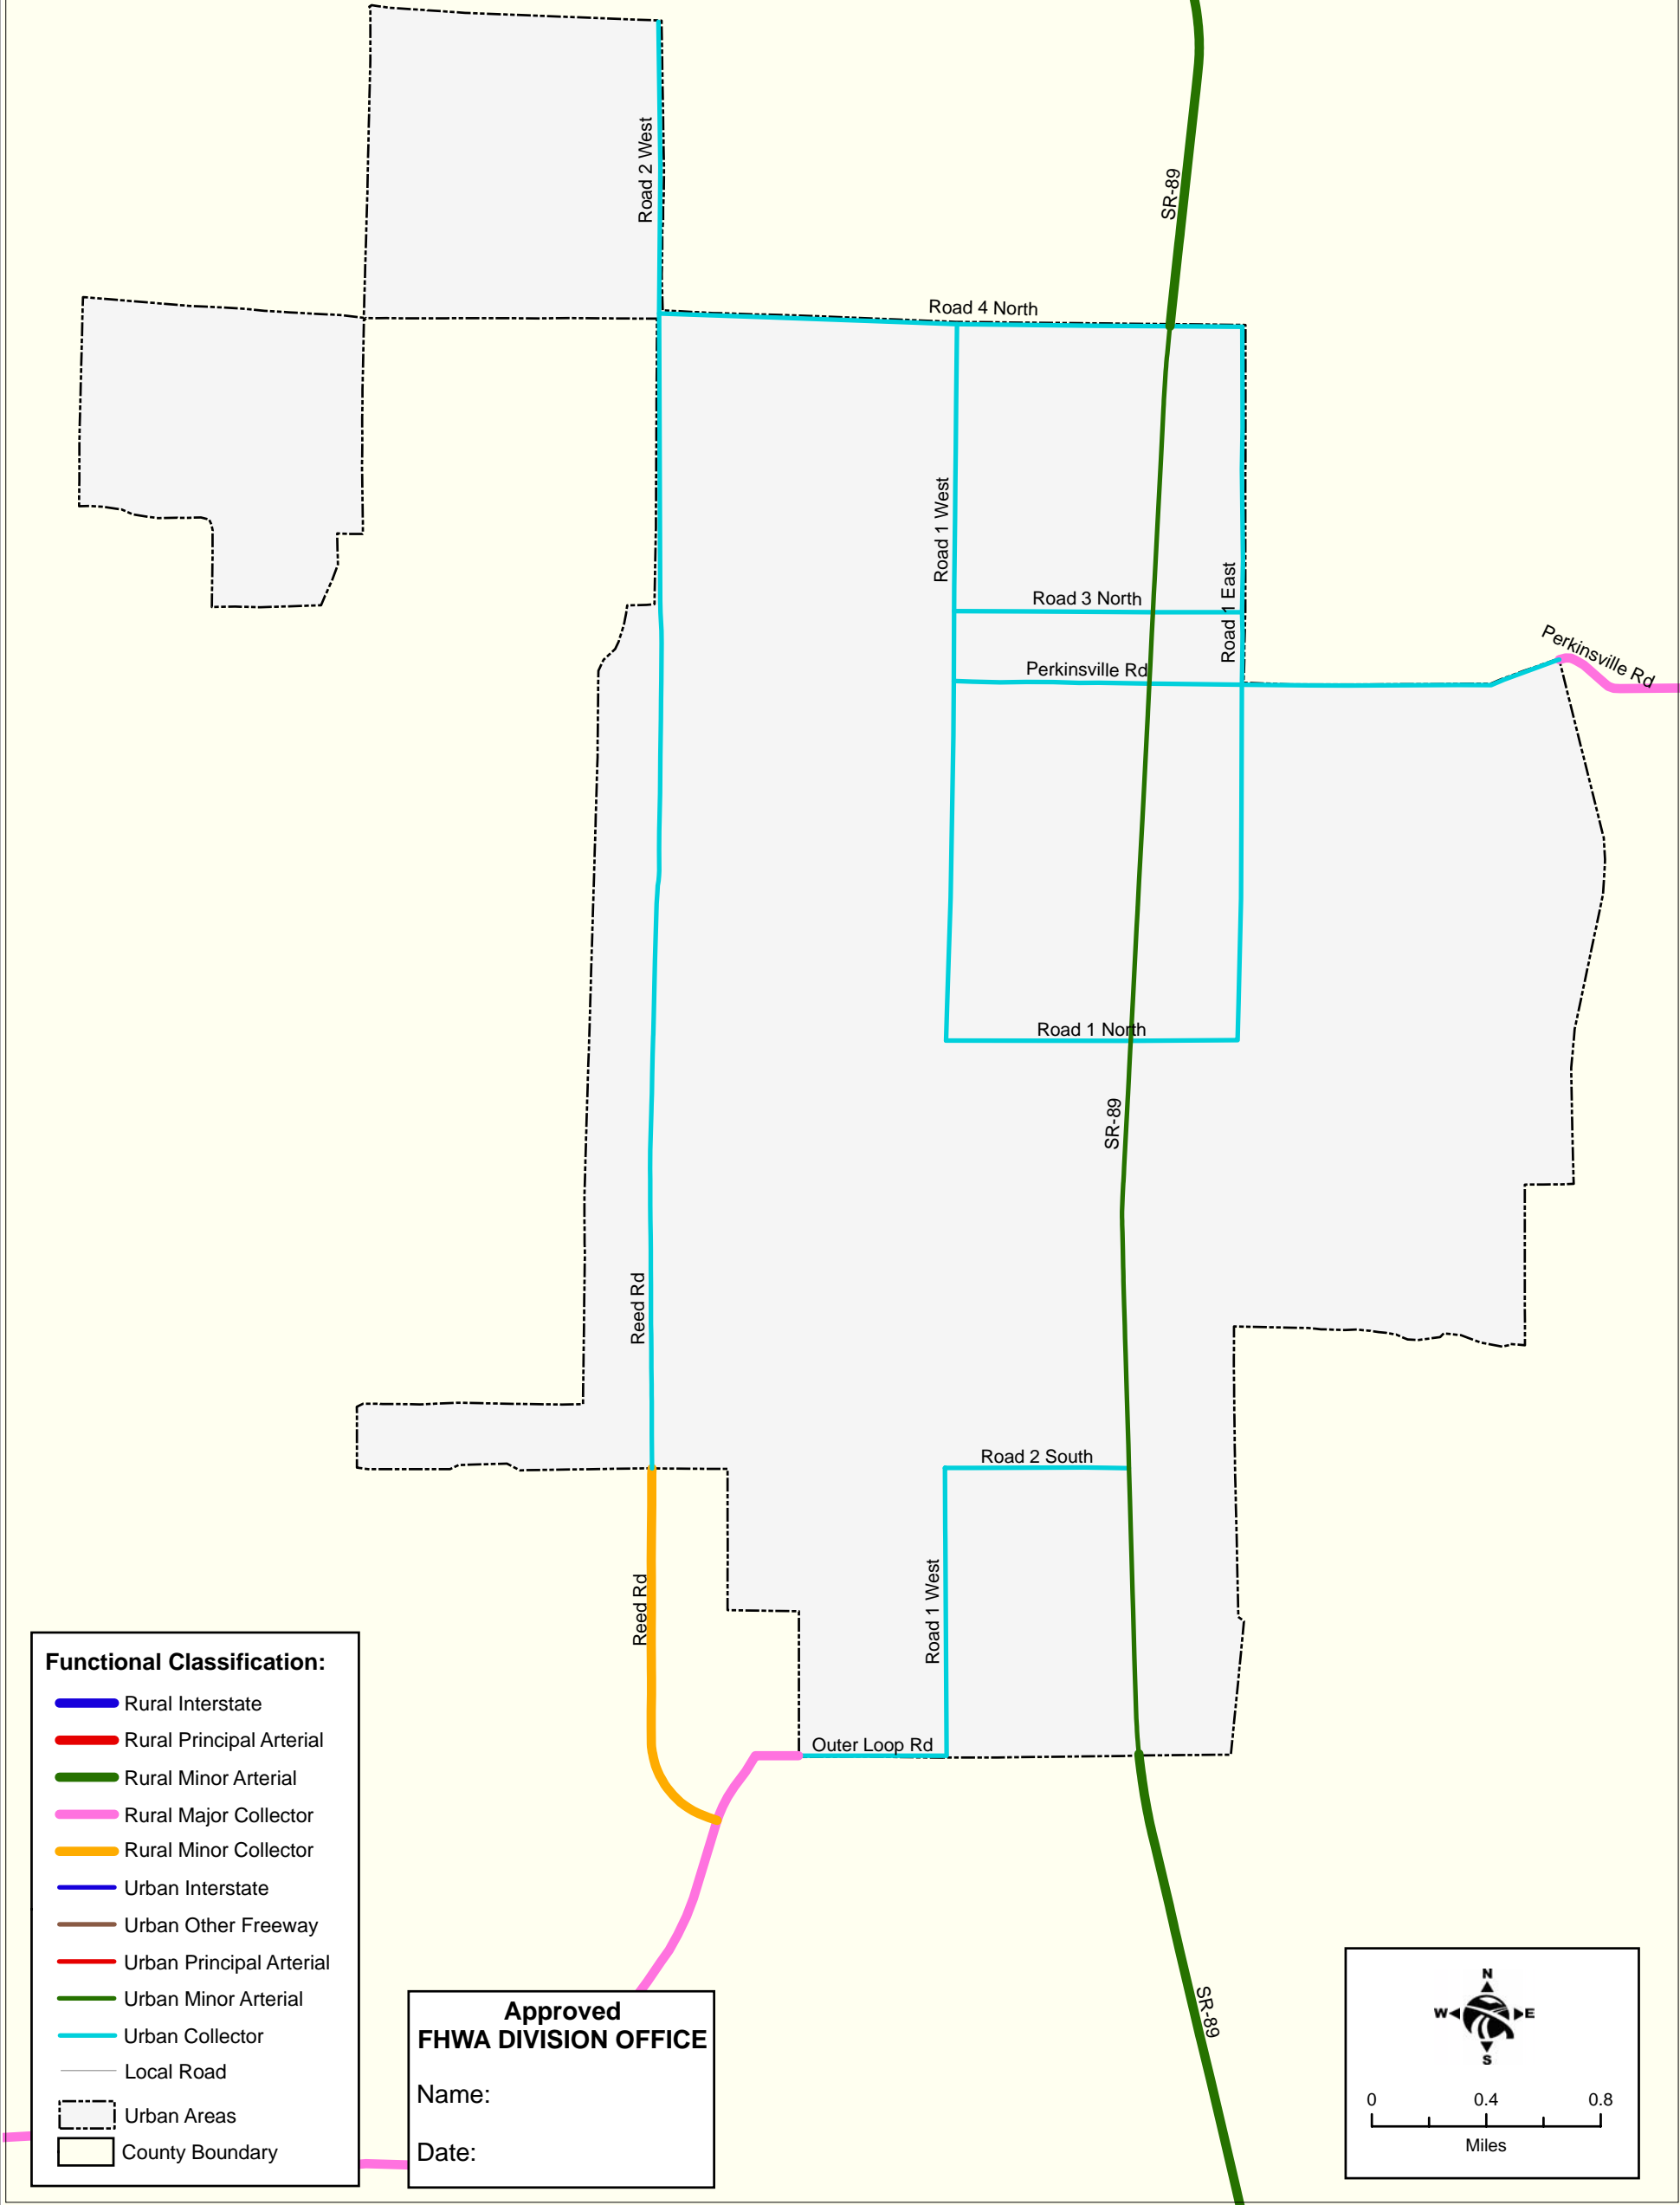 Road 2 West
SR-89
Road 4 North
Road 1 West
Road 1 East
Road 3 North
Perkinsville Rd
Perkinsville Rd
Road 1 North
SR-89
Reed Rd
Road 2 South
Road 1 West
Reed Rd
Outer Loop Rd
SR-89
Functional Classification:
Rural Interstate
Rural Principal Arterial
Rural Minor Arterial
Rural Major Collector
Rural Minor Collector
Urban Interstate
Urban Other Freeway
Urban Principal Arterial
Urban Minor Arterial
Urban Collector
Local Road
Urban Areas
County Boundary
Approved
FHWA DIVISION OFFICE
Name:
Date:
N
W E
S
0 0.4 0.8
Miles